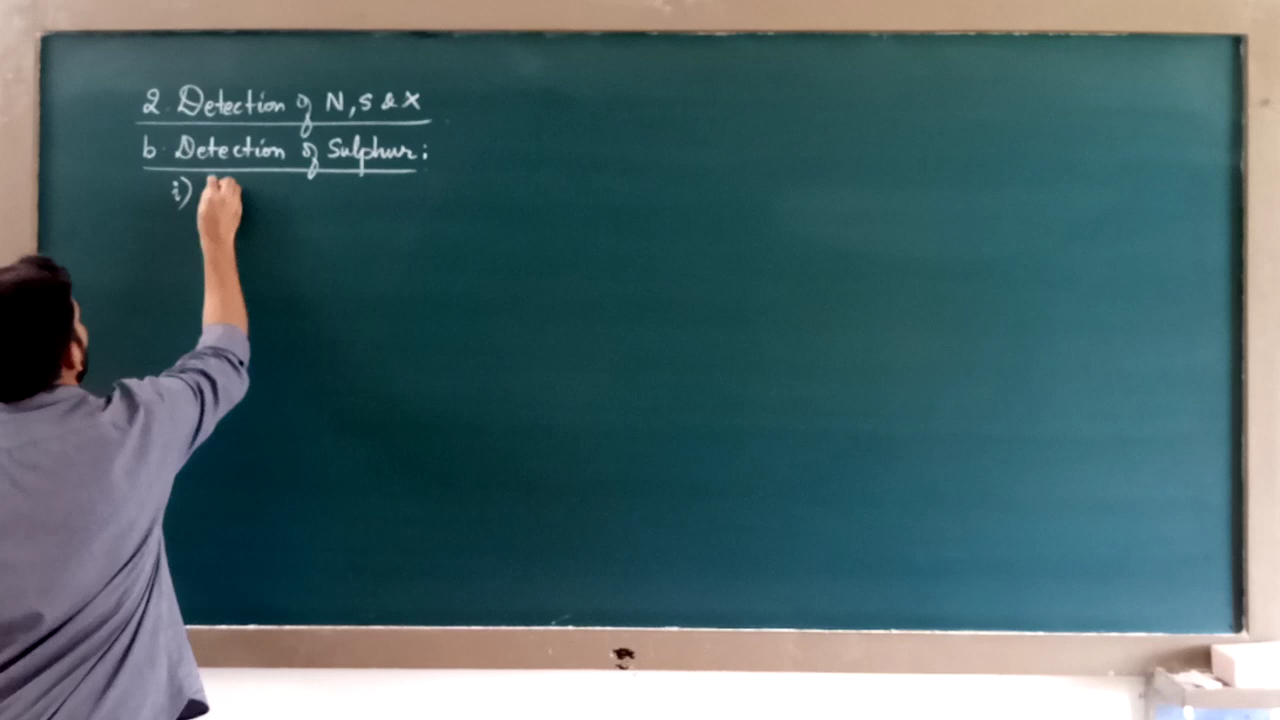 2. Detection of N, S & X
b. Detection of Sulphur:
i)